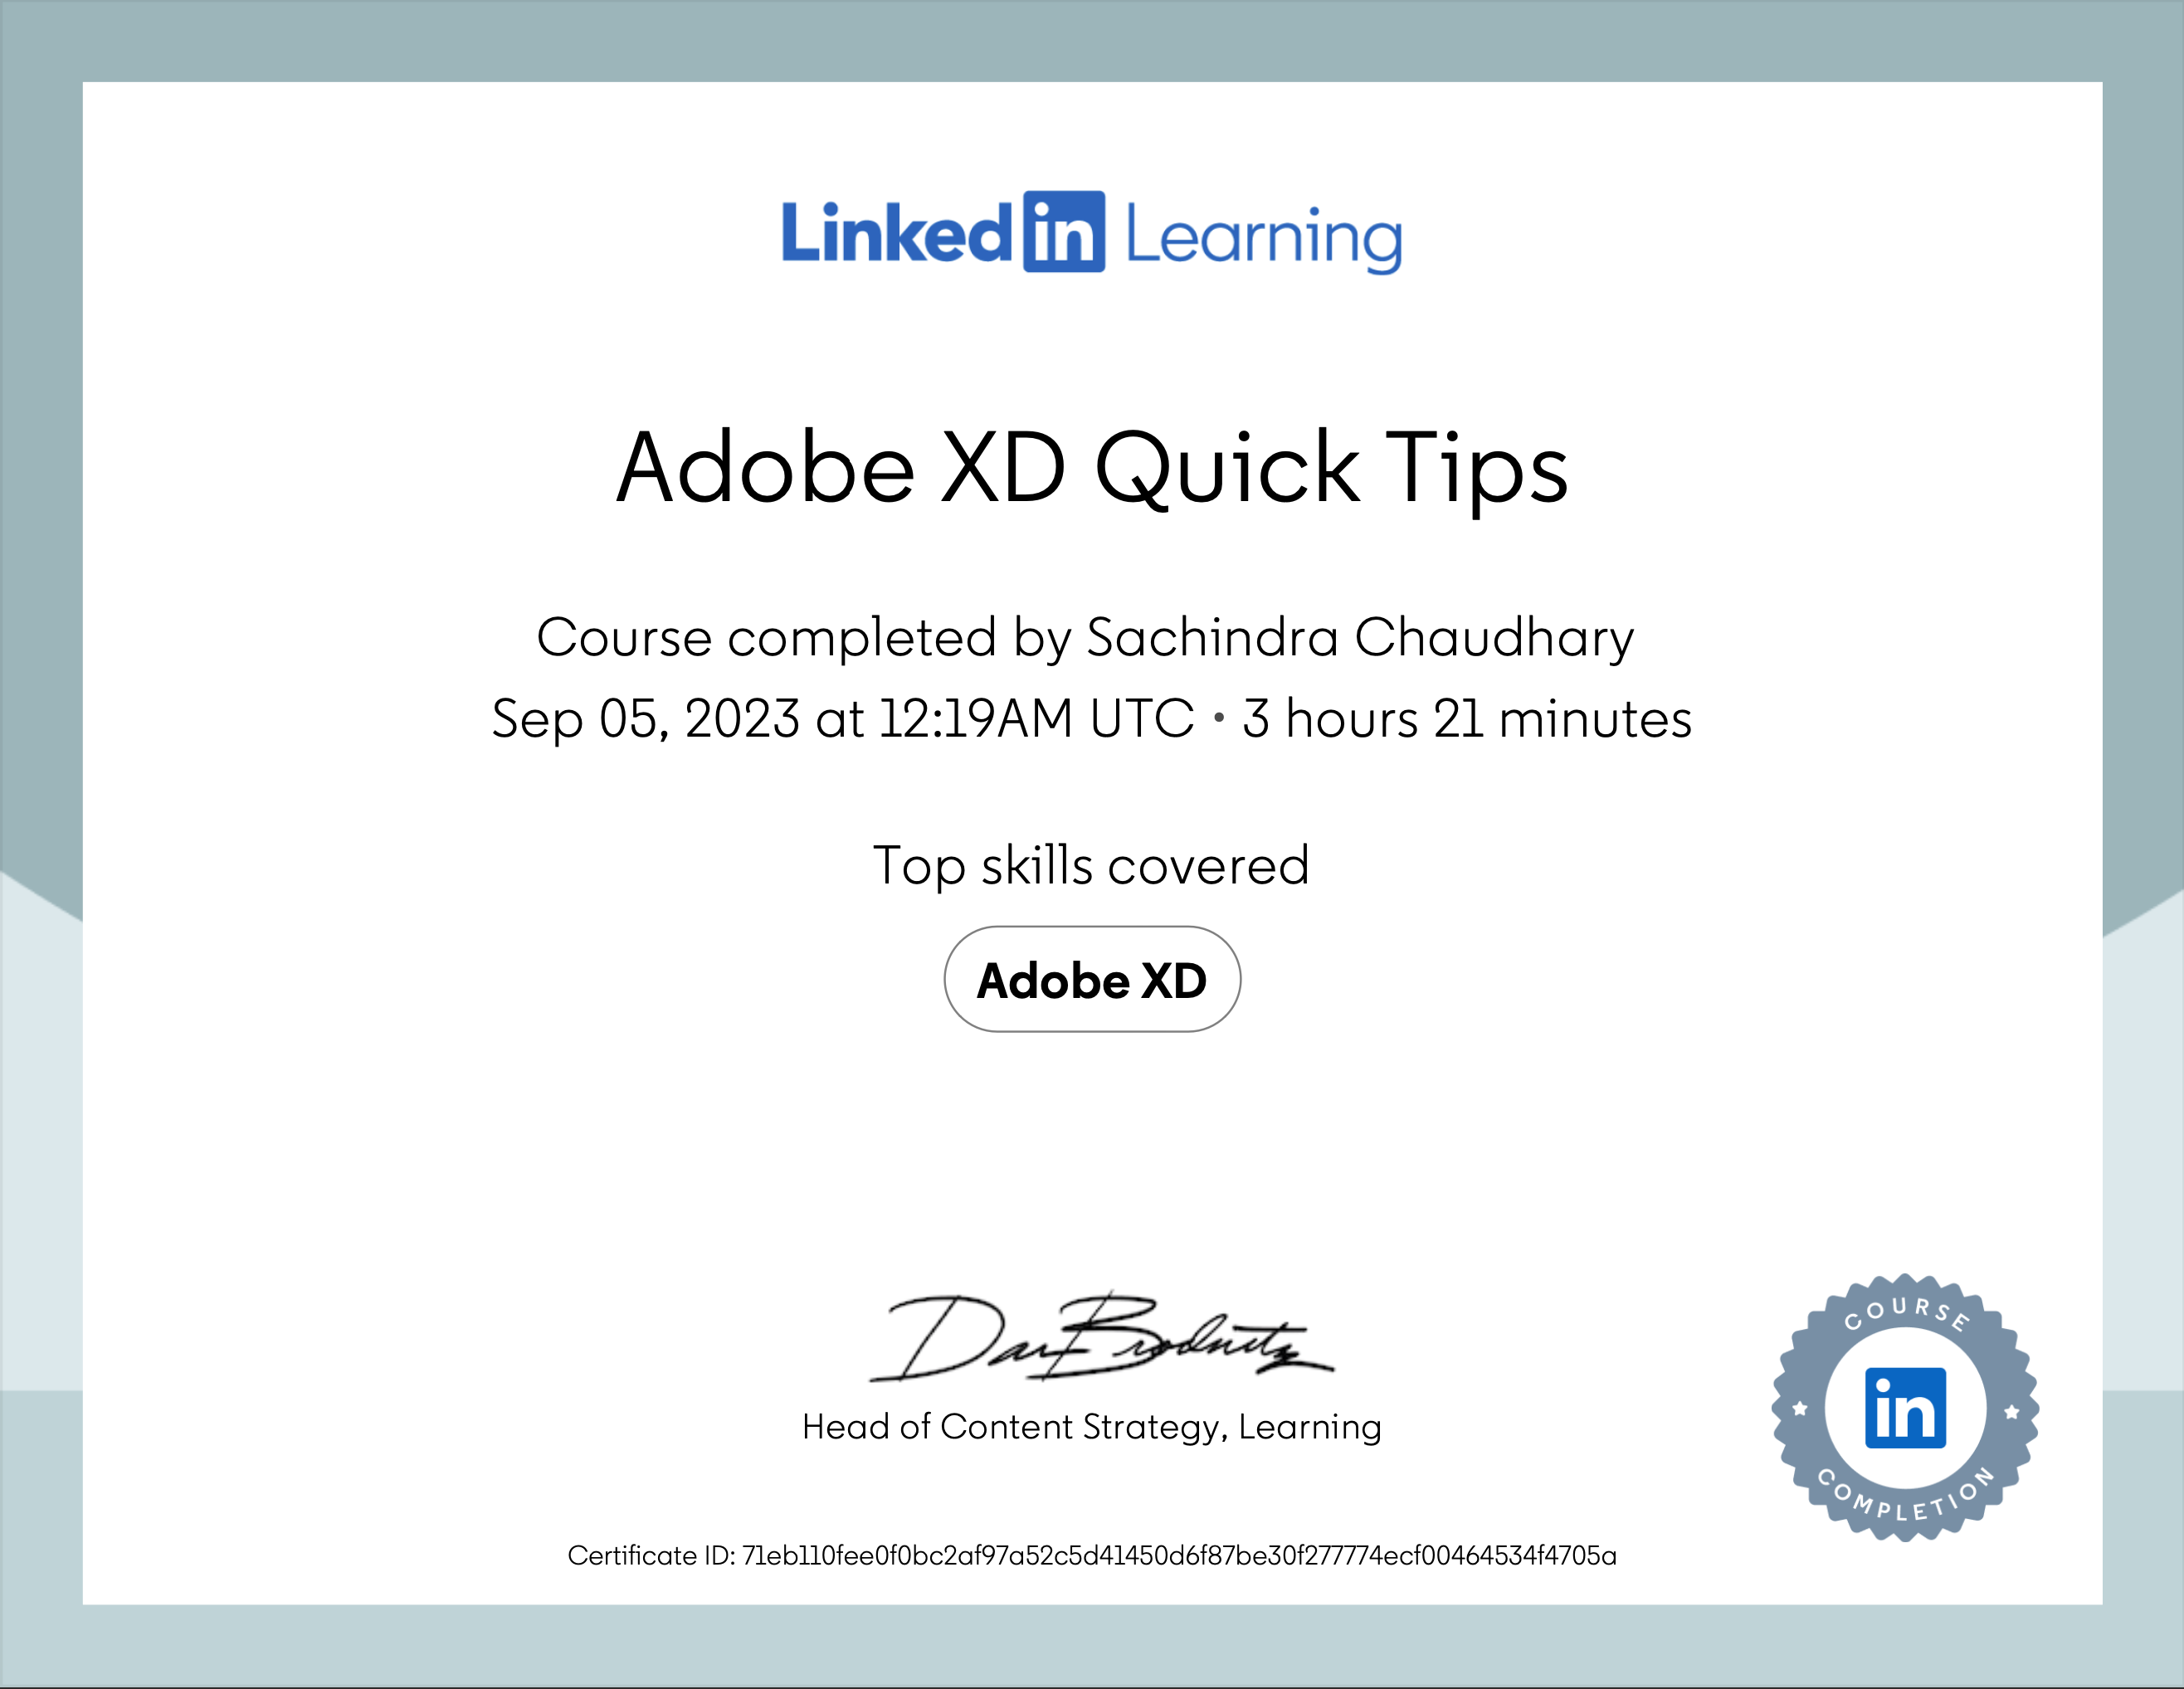 Linked in Learning
Adobe XD Quick Tips
Course completed by Sachindra Chaudhary
Sep 05, 2023 at 12:19AM UTC • 3 hours 21 minutes
Top skills covered
Adobe XD
Dan Brodnitz
Head of Content Strategy, Learning
COURSE
in
COMPLETION
Certificate ID: 71eb110fee0f0bc2af97a52c5d41450d6f87be30f277774ecf00464534f4705a